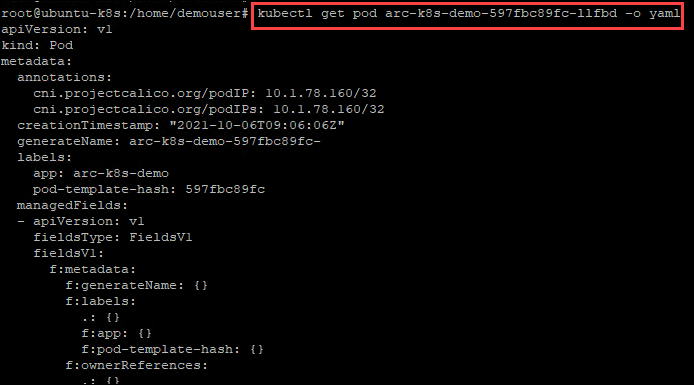 root@ubuntu-k8s:/home/demouser# kubectl get pod arc-k8s-demo-597fbc89fc-llfbd -o yaml
apiVersion: v1
kind: Pod
metadata:
  annotations:
    cni.projectcalico.org/podIP: 10.1.78.160/32
    cni.projectcalico.org/podIPs: 10.1.78.160/32
  creationTimestamp: "2021-10-06T09:06:06Z"
  generateName: arc-k8s-demo-597fbc89fc-
  labels:
    app: arc-k8s-demo
    pod-template-hash: 597fbc89fc
  managedFields:
  - apiVersion: v1
    fieldsType: FieldsV1
    fieldsV1:
      f:metadata:
        f:generateName: {}
        f:labels:
          .: {}
          f:app: {}
          f:pod-template-hash: {}
        f:ownerReferences:
          .: {}